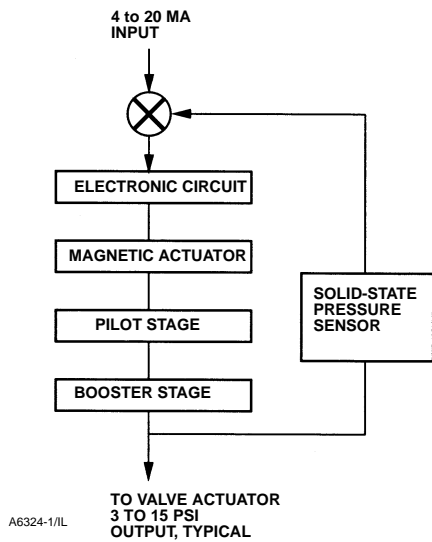 4 to 20 MA
INPUT
ELECTRONIC CIRCUIT
MAGNETIC ACTUATOR
PILOT STAGE
BOOSTER STAGE
SOLID-STATE
PRESSURE
SENSOR
TO VALVE ACTUATOR
3 TO 15 PSI
OUTPUT, TYPICAL
A6324-1/IL